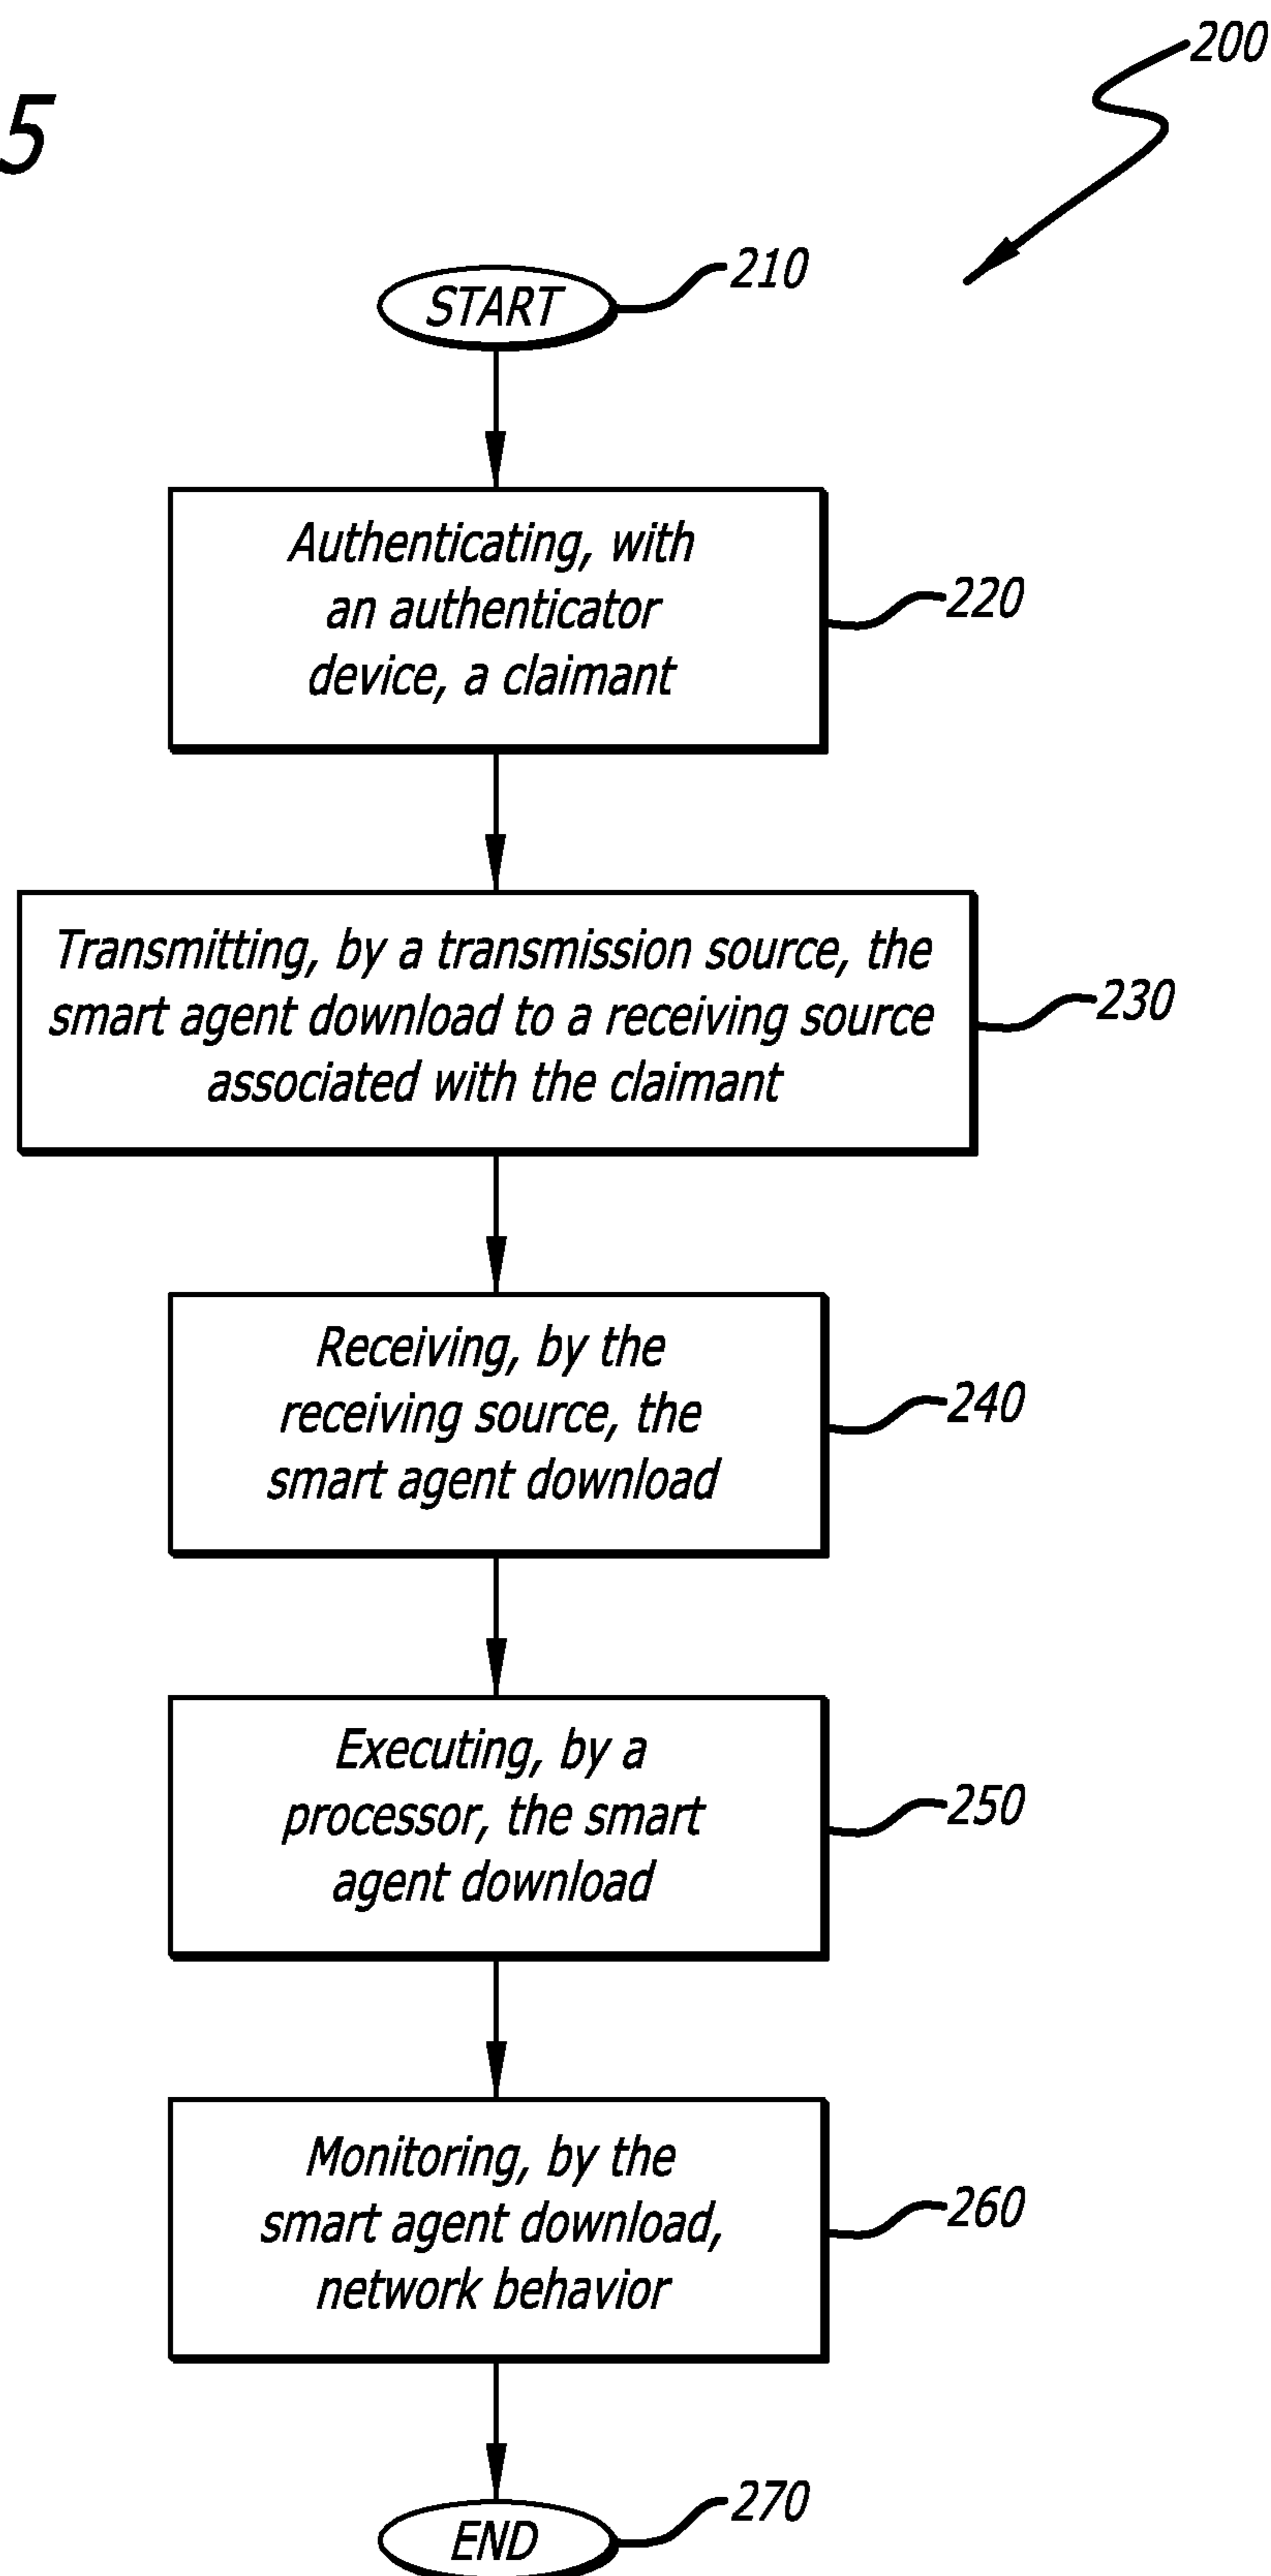 200
5
210
START
Authenticating, with
an authenticator
device, a claimant
220
Transmitting, by a transmission source, the
smart agent download to a receiving source
associated with the claimant
230
Receiving, by the
receiving source, the
smart agent download
240
Executing, by a
processor, the smart
agent download
250
Monitoring, by the
smart agent download,
network behavior
260
270
END